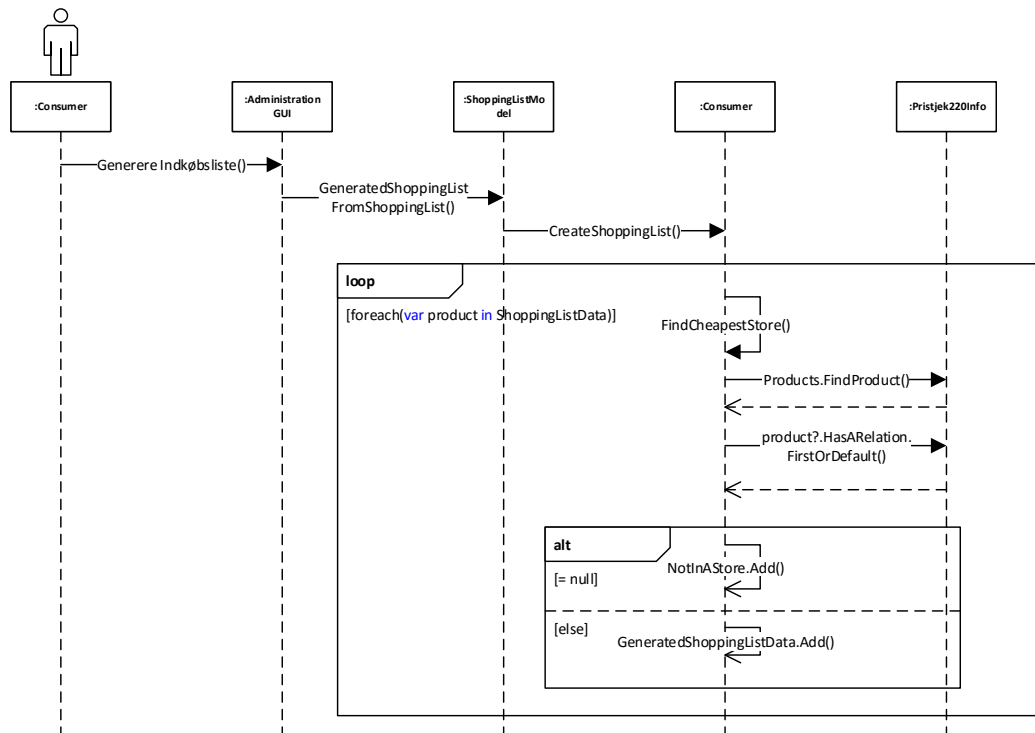 :Consumer
:Administration
GUI
:ShoppingListMo
del
:Consumer
:Pristjek220Info
Generere Indkøbsliste()
GeneratedShoppingList
FromShoppingList()
CreateShoppingList()
loop
[foreach(var product in ShoppingListData)]
FindCheapestStore()
Products.FindProduct()
product?.HasARelation.
FirstOrDefault()
alt
[= null]
NotInAStore.Add()
[else]
GeneratedShoppingListData.Add()